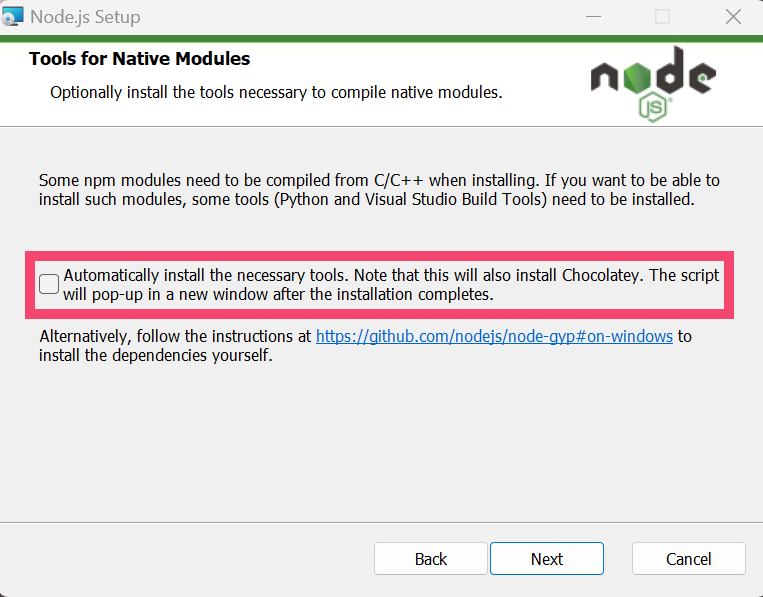 Node.js Setup
Tools for Native Modules
Optionally install the tools necessary to compile native modules.
node
JS
Some npm modules need to be compiled from C/C++ when installing. If you want to be able to
install such modules, some tools (Python and Visual Studio Build Tools) need to be installed.
Automatically install the necessary tools. Note that this will also install Chocolatey. The script
will pop-up in a new window after the installation completes.
Alternatively, follow the instructions at https://github.com/nodejs/node-gyp#on-windows to
install the dependencies yourself.
Back
Next
Cancel